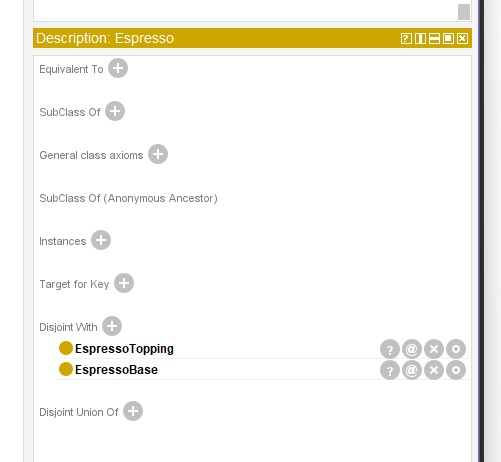 Description: Espresso
Equivalent To
SubClass Of
General class axioms
SubClass Of (Anonymous Ancestor)
Instances
Target for Key
Disjoint With
EspressoTopping
EspressoBase
Disjoint Union Of